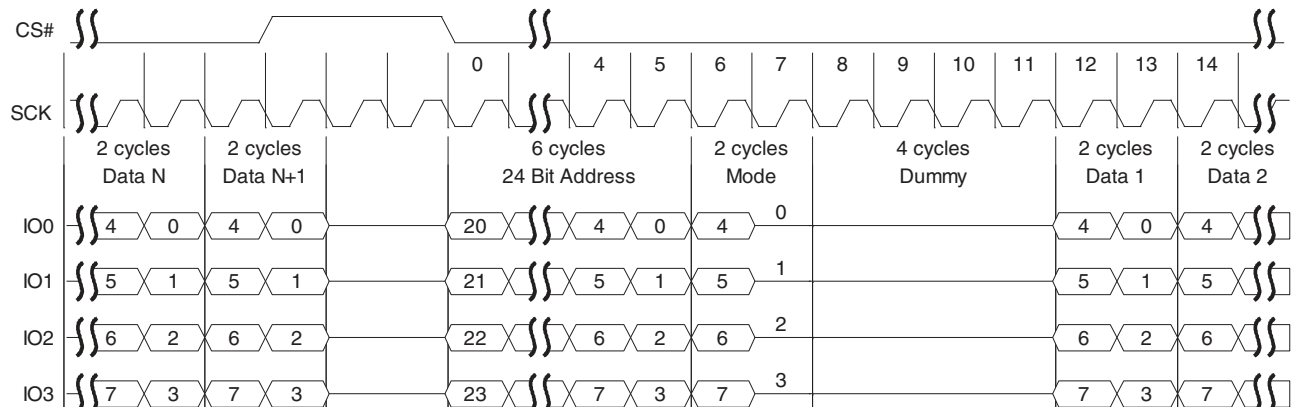 CS#
0 4 5 6 7 8 9 10 11 12 13 14
SCK
2 cycles 2 cycles 6 cycles 2 cycles 4 cycles 2 cycles 2 cycles
Data N Data N+1 24 Bit Address Mode Dummy Data 1 Data 2
IO0 4 0 4 0 20 4 0 4 0 4 0 4
IO1 5 1 5 1 21 5 1 5 1 5 1 5
IO2 6 2 6 2 22 6 2 6 2 6 2 6
IO3 7 3 7 3 23 7 3 7 3 7 3 7